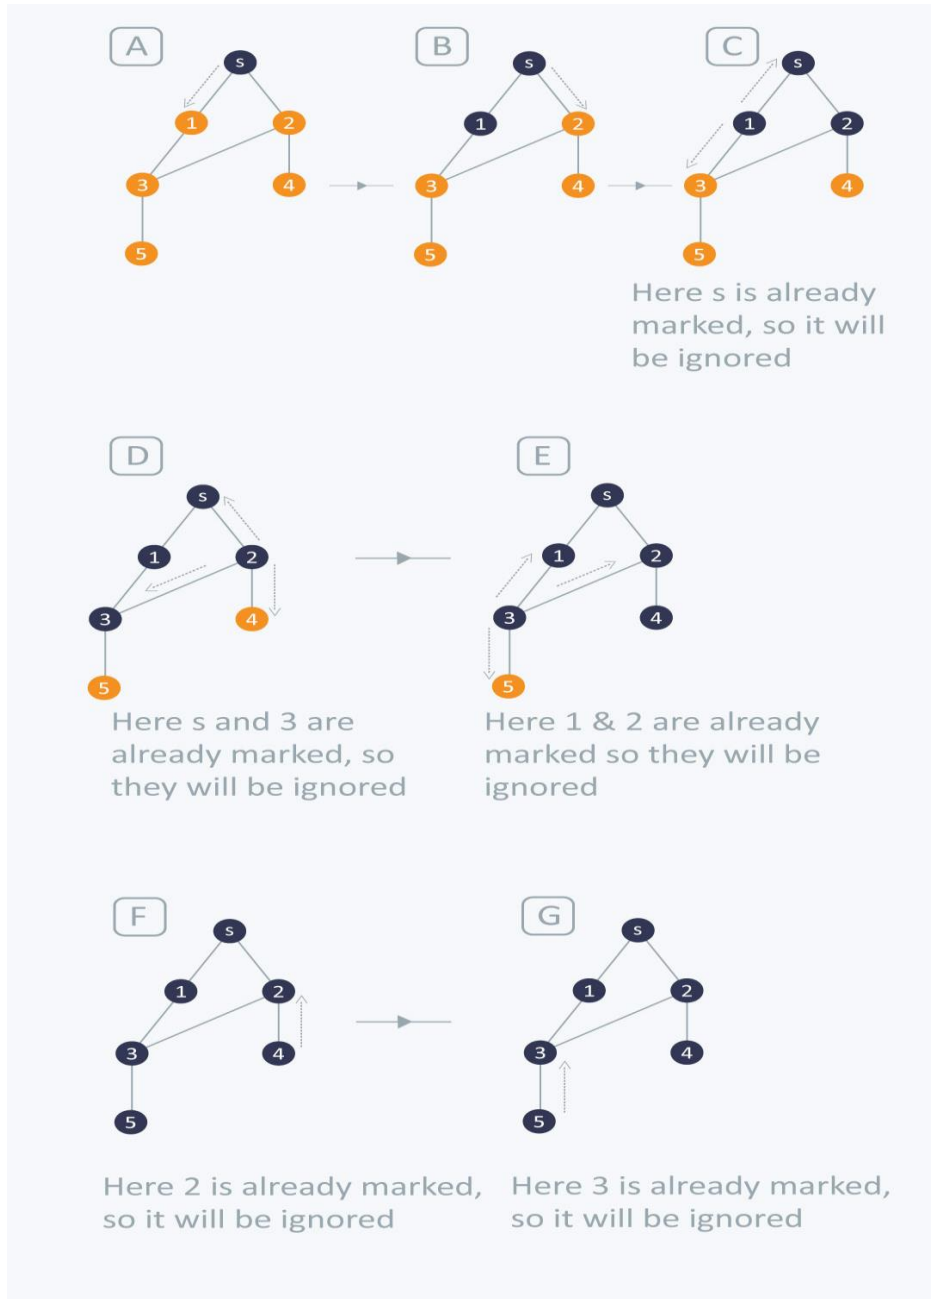 A
B
C
s
1
2
3
4
5
s
1
2
3
4
5
s
1
2
3
4
5
Here s is already
marked, so it will
be ignored
D
E
s
1
2
3
4
5
s
1
2
3
4
5
Here s and 3 are
already marked, so
they will be ignored
Here 1 & 2 are already
marked so they will be
ignored
F
G
s
1
2
3
4
5
s
1
2
3
4
5
Here 2 is already marked,
so it will be ignored
Here 3 is already marked,
so it will be ignored